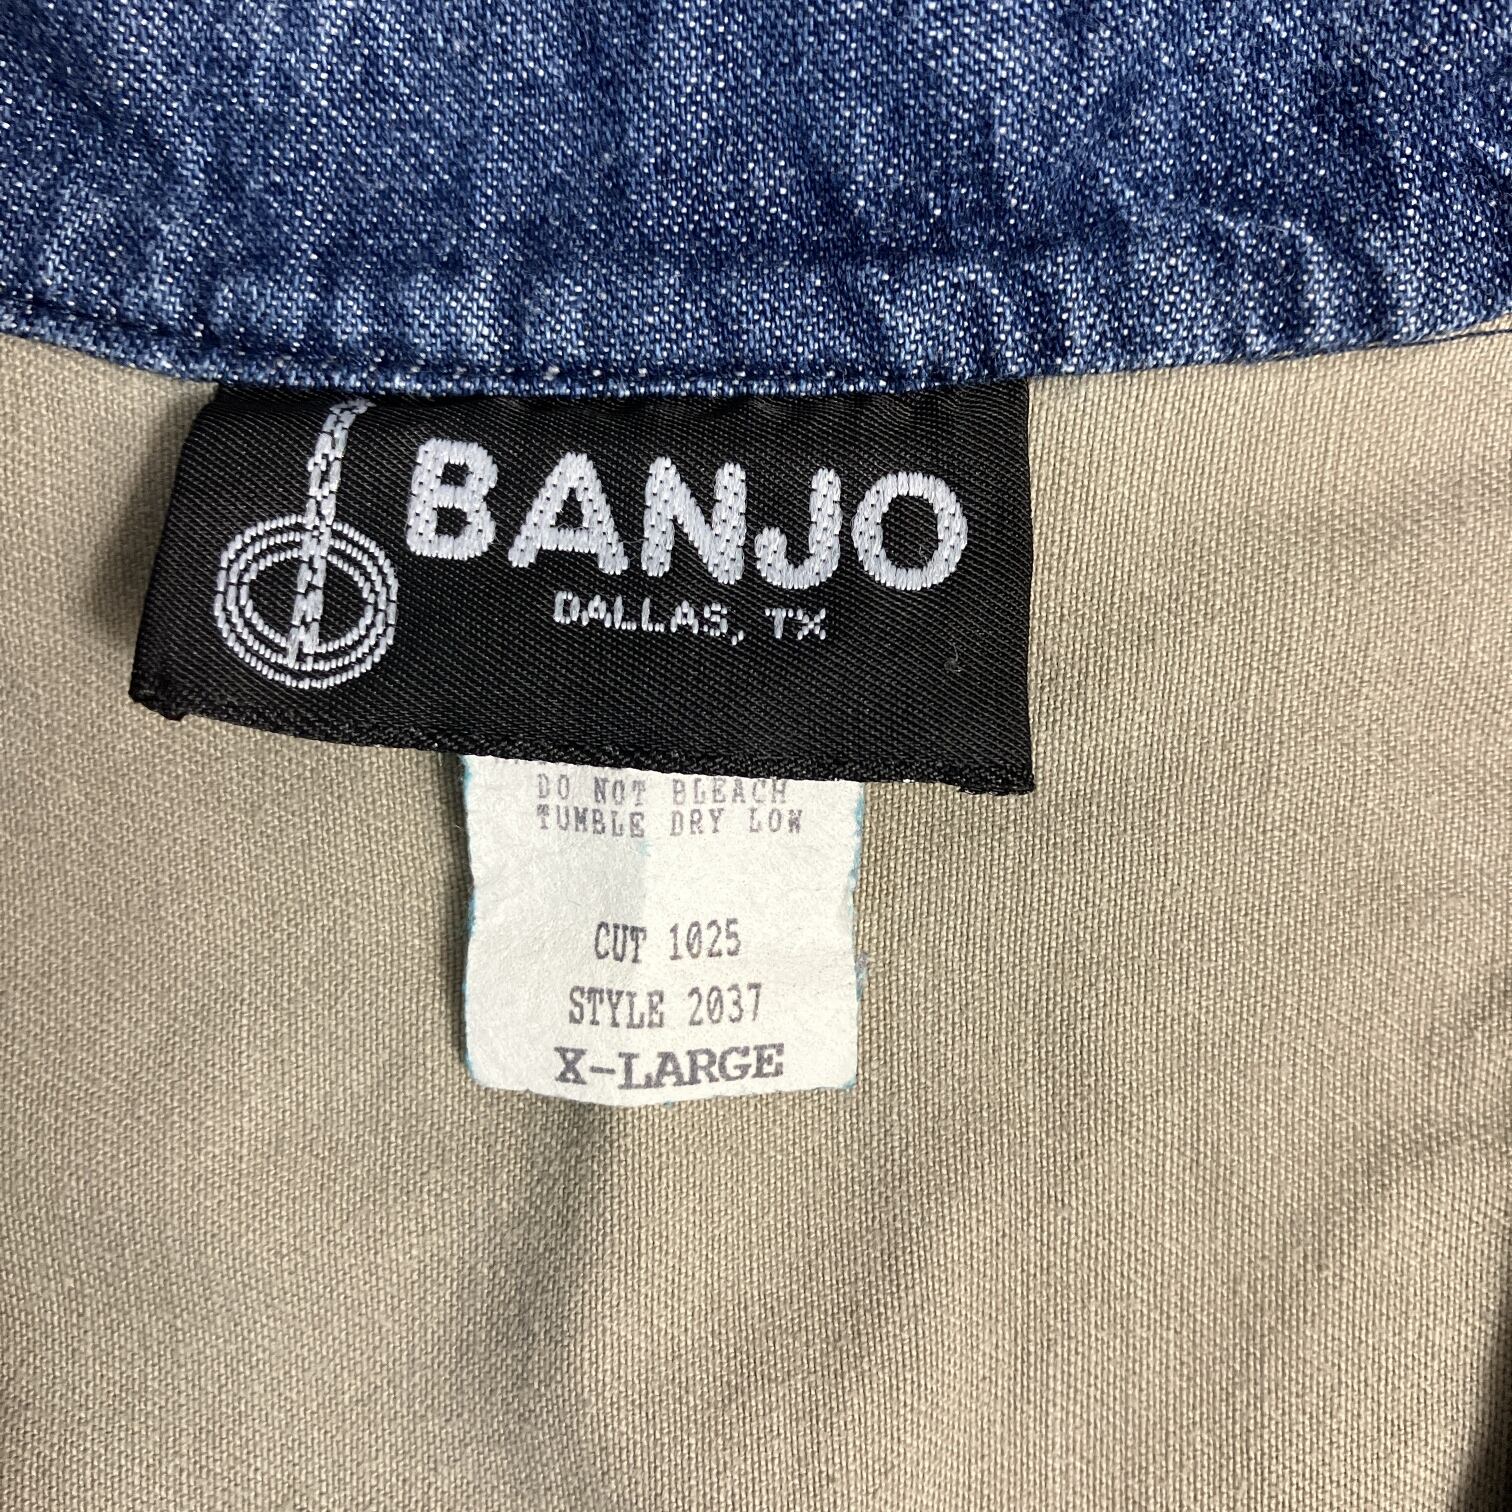 BANJO
DALLAS, TX
DO NOT BLEACH
TUMBLE DRY LOW
CUT 1025
STYLE 2037
X-LARGE